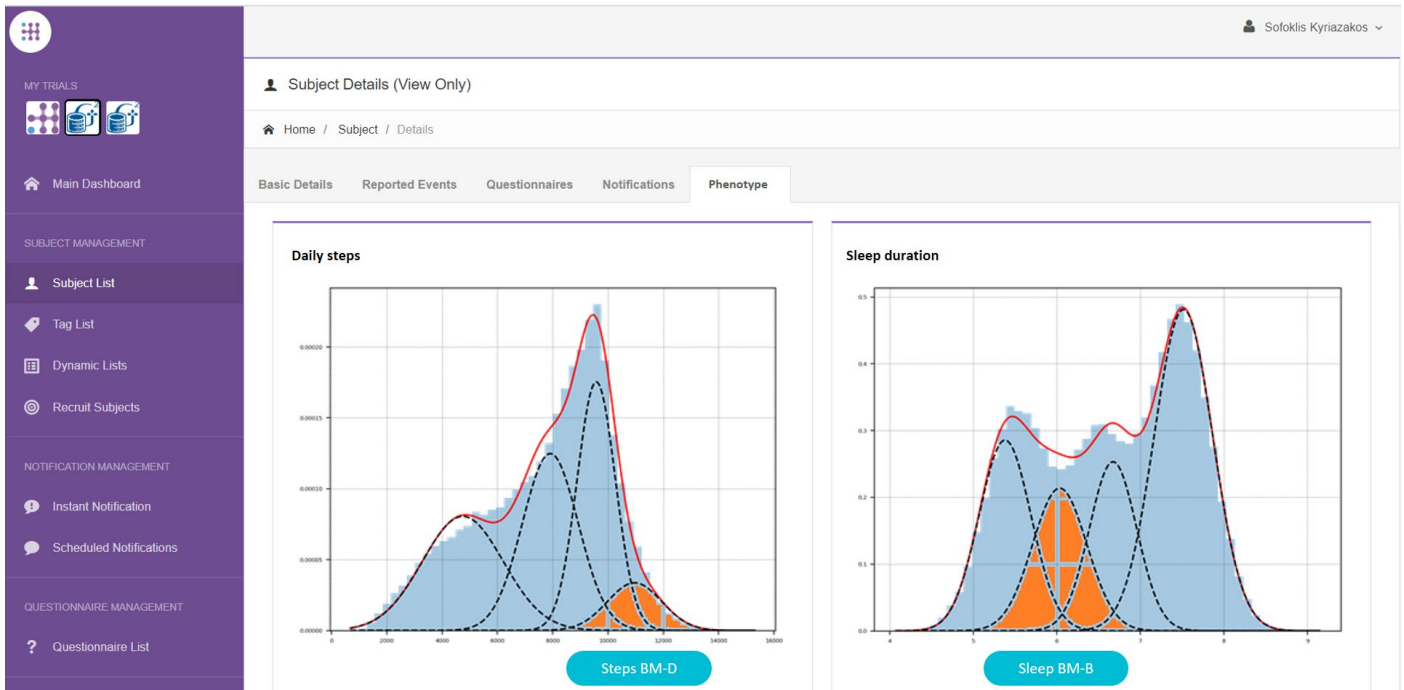 Sofoklis Kyriazakos
MY TRIALS
Main Dashboard
SUBJECT MANAGEMENT
Subject List
Tag List
Dynamic Lists
Recruit Subjects
NOTIFICATION MANAGEMENT
Instant Notification
Scheduled Notifications
QUESTIONNAIRE MANAGEMENT
Questionnaire List
Subject Details (View Only)
Home / Subject / Details
Basic Details Reported Events Questionnaires Notifications Phenotype
Daily steps
0.00020
0.00015
0.00010
0.00005
0.00000
0 2000 4000 6000 8000 10000 12000 14000 16000
Steps BM-D
Sleep duration
0.5
0.4
0.3
0.2
0.1
0.0
4 5 6 7 8 9
Sleep BM-B